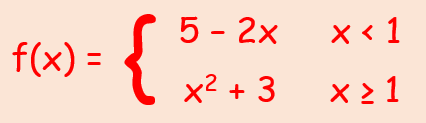 5 – 2x x < 1
f(x) = {
x² + 3 x ≥ 1